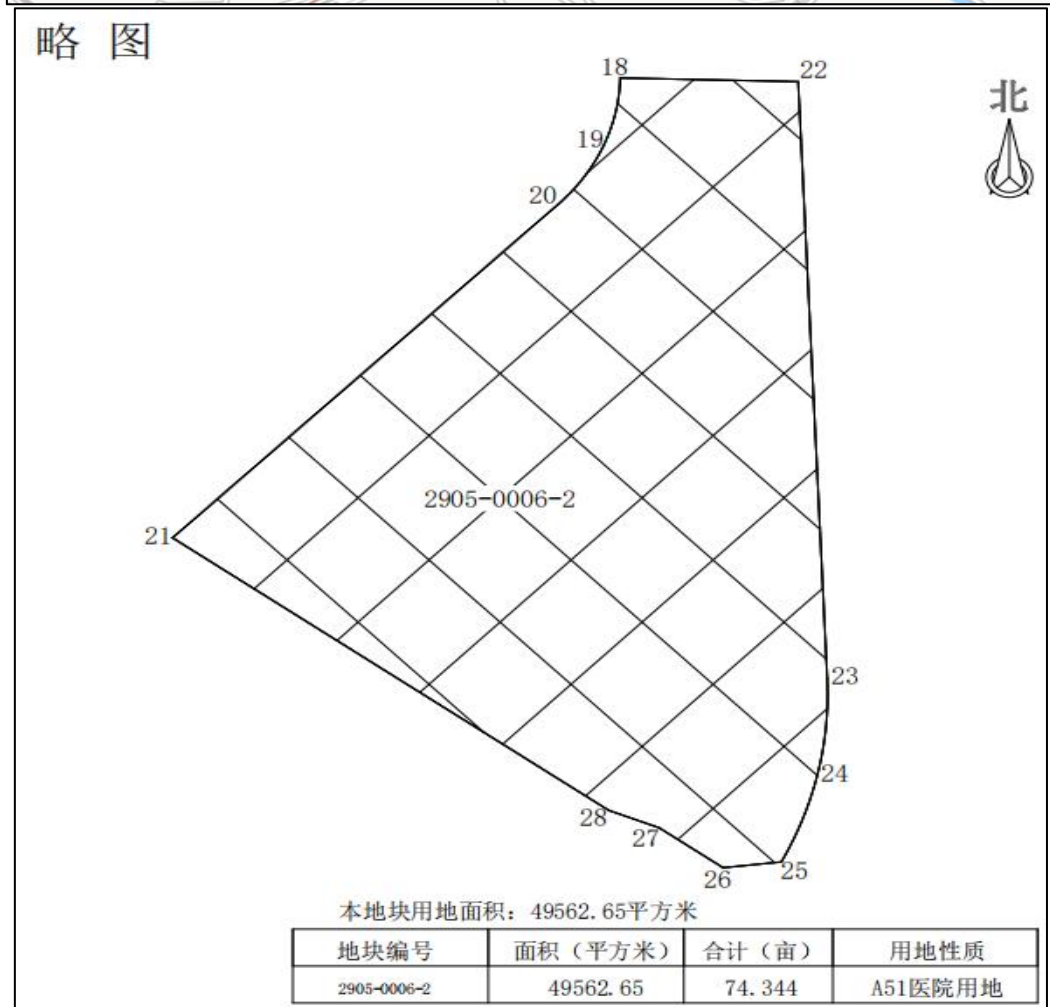 略 图
18
22
北
19
20
2905-0006-2
21
23
24
28
27
25
26
本地块用地面积：49562.65平方米
地块编号 面积（平方米） 合计（亩） 用地性质
2905-0006-2 49562.65 74.344 A51医院用地